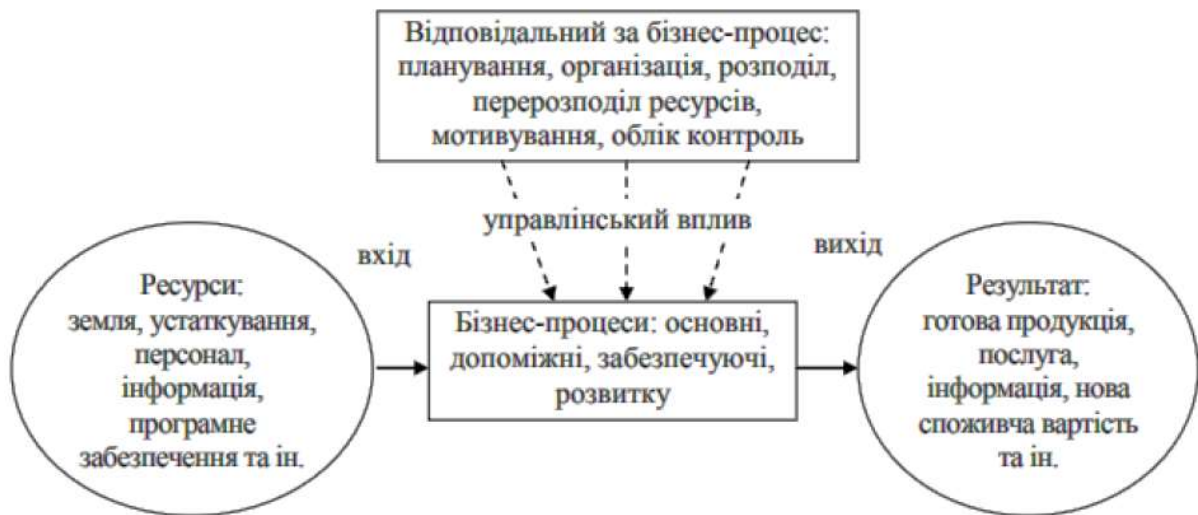 Відповідальний за бізнес-процес:
планування, організація, розподіл,
перерозподіл ресурсів,
мотивування, облік контроль
управлінський вплив
вхід
вихід
Ресурси:
земля, устаткування,
персонал,
інформація,
програмне
забезпечення та ін.
Бізнес-процеси: основні,
допоміжні, забезпечуючі,
розвитку
Результат:
готова продукція,
послуга,
інформація, нова
споживча вартість
та ін.